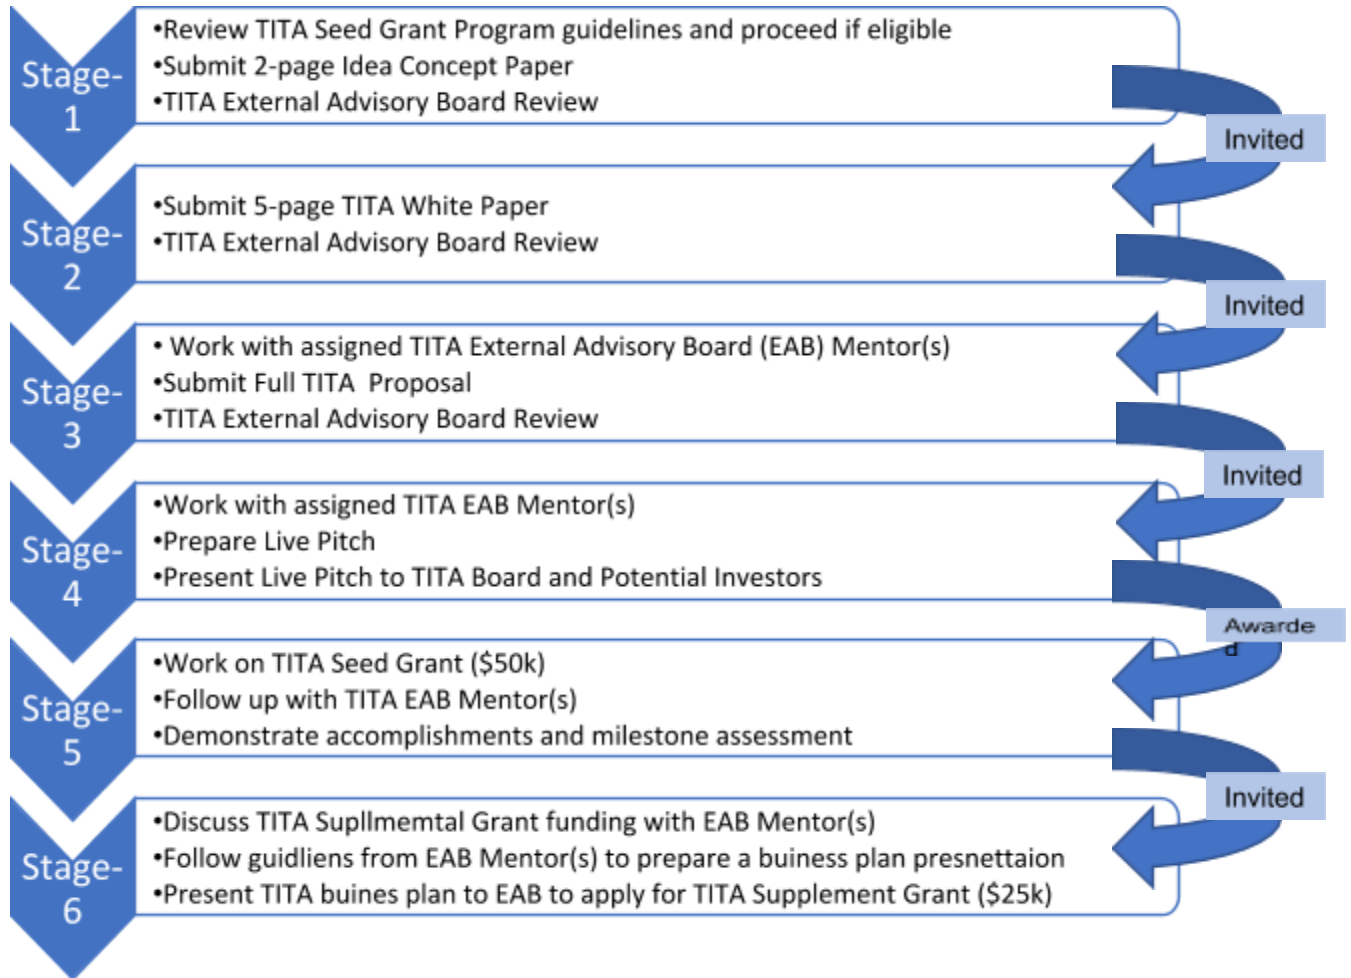 Stage-
1
•Review TITA Seed Grant Program guidelines and proceed if eligible
•Submit 2-page Idea Concept Paper
•TITA External Advisory Board Review
Invited
Stage-
2
•Submit 5-page TITA White Paper
•TITA External Advisory Board Review
Invited
Stage-
3
• Work with assigned TITA External Advisory Board (EAB) Mentor(s)
•Submit Full TITA  Proposal
•TITA External Advisory Board Review
Invited
Stage-
4
•Work with assigned TITA EAB Mentor(s)
•Prepare Live Pitch
•Present Live Pitch to TITA Board and Potential Investors
Awarde
d
Stage-
5
•Work on TITA Seed Grant ($50k)
•Follow up with TITA EAB Mentor(s)
•Demonstrate accomplishments and milestone assessment
Invited
Stage-
6
•Discuss TITA Supllmemtal Grant funding with EAB Mentor(s)
•Follow guidliens from EAB Mentor(s) to prepare a buiness plan presnettaion
•Present TITA buines plan to EAB to apply for TITA Supplement Grant ($25k)